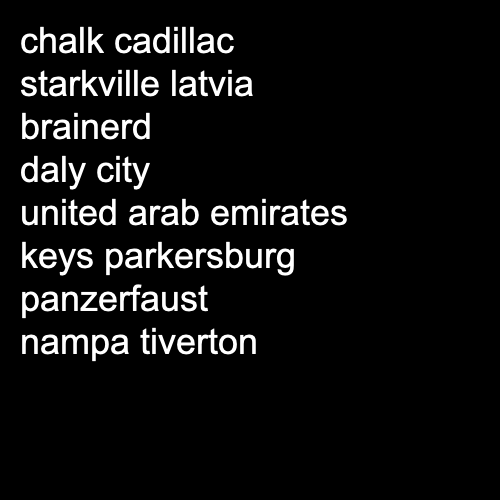 chalk cadillac
starkville latvia
brainerd
daly city
united arab emirates
keys parkersburg
panzerfaust
nampa tiverton